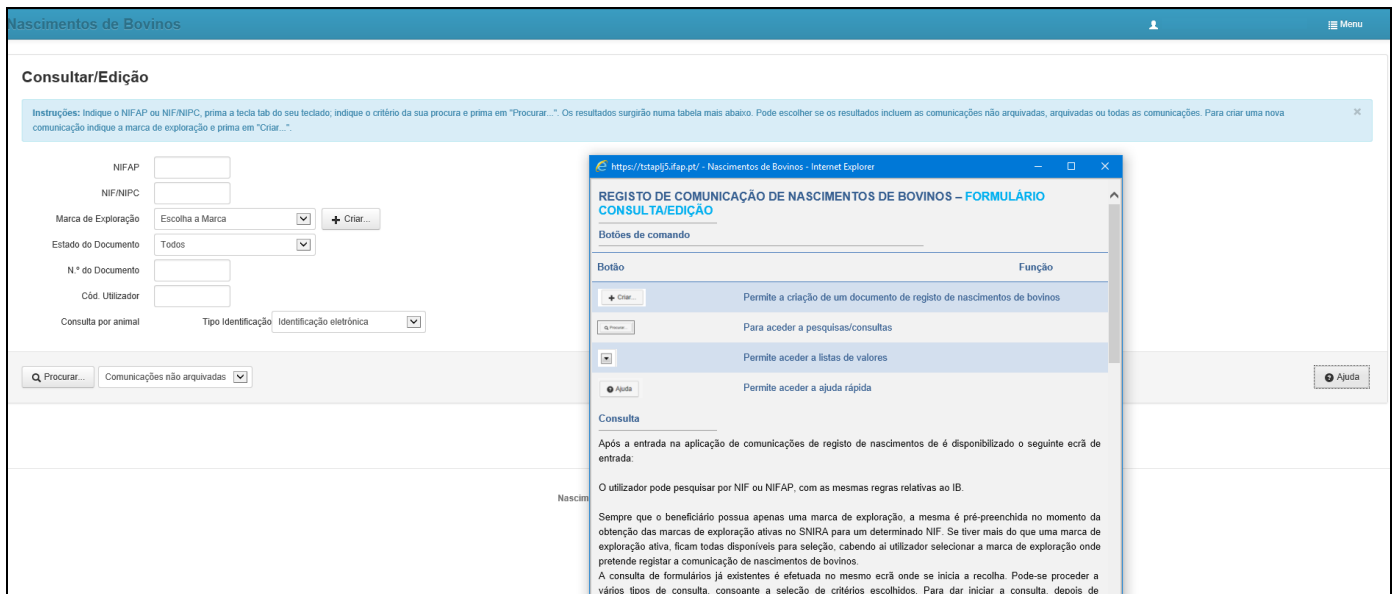 Nascimentos de Bovinos
Menu
Consultar/Edição
Instruções: Indique o NIFAP ou NIF/NIPC, prima a tecla tab do seu teclado; indique o critério da sua procura e prima em "Procurar...". Os resultados surgirão numa tabela mais abaixo. Pode escolher se os resultados incluem as comunicações não arquivadas, arquivadas ou todas as comunicações. Para criar uma nova
comunicação indique a marca de exploração e prima em "Criar...".
×
NIFAP
NIF/NIPC
Marca de Exploração Escolha a Marca + Criar...
Estado do Documento Todos
N.º do Documento
Cód. Utilizador
Consulta por animal Tipo Identificação Identificação eletrónica
Procurar... Comunicações não arquivadas
Ajuda
Nascim
https://tstaplj5.ifap.pt/ - Nascimentos de Bovinos - Internet Explorer
REGISTO DE COMUNICAÇÃO DE NASCIMENTOS DE BOVINOS – FORMULÁRIO
CONSULTA/EDIÇÃO
Botões de comando
Botão Função
+ Criar... Permite a criação de um documento de registo de nascimentos de bovinos
Procurar... Para aceder a pesquisas/consultas
Permite aceder a listas de valores
Ajuda Permite aceder a ajuda rápida
Consulta
Após a entrada na aplicação de comunicações de registo de nascimentos de é disponibilizado o seguinte ecrã de
entrada:
O utilizador pode pesquisar por NIF ou NIFAP, com as mesmas regras relativas ao IB.
Sempre que o beneficiário possua apenas uma marca de exploração, a mesma é pré-preenchida no momento da
obtenção das marcas de exploração ativas no SNIRA para um determinado NIF. Se tiver mais do que uma marca de
exploração ativa, ficam todas disponíveis para seleção, cabendo ai utilizador selecionar a marca de exploração onde
pretende registar a comunicação de nascimentos de bovinos.
A consulta de formulários já existentes é efetuada no mesmo ecrã onde se inicia a recolha. Pode-se proceder a
vários tipos de consulta, consoante a seleção de critérios escolhidos. Para dar iniciar a consulta, depois de